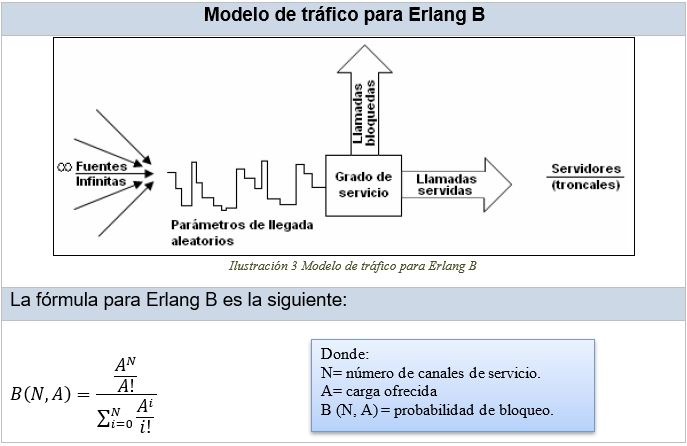 Modelo de tráfico para Erlang B
Llamadas
bloquedas
∞ Fuentes
Infinitas
Grado de
servicio
Llamadas
servidas
Servidores
(troncales)
Parámetros de llegada
aleatorios
Ilustración 3 Modelo de tráfico para Erlang B
La fórmula para Erlang B es la siguiente:
B(N, A) = (A^N / A!) / (∑_{i=0}^{N} A^i / i!)
Donde:
N= número de canales de servicio.
A= carga ofrecida
B (N, A) = probabilidad de bloqueo.